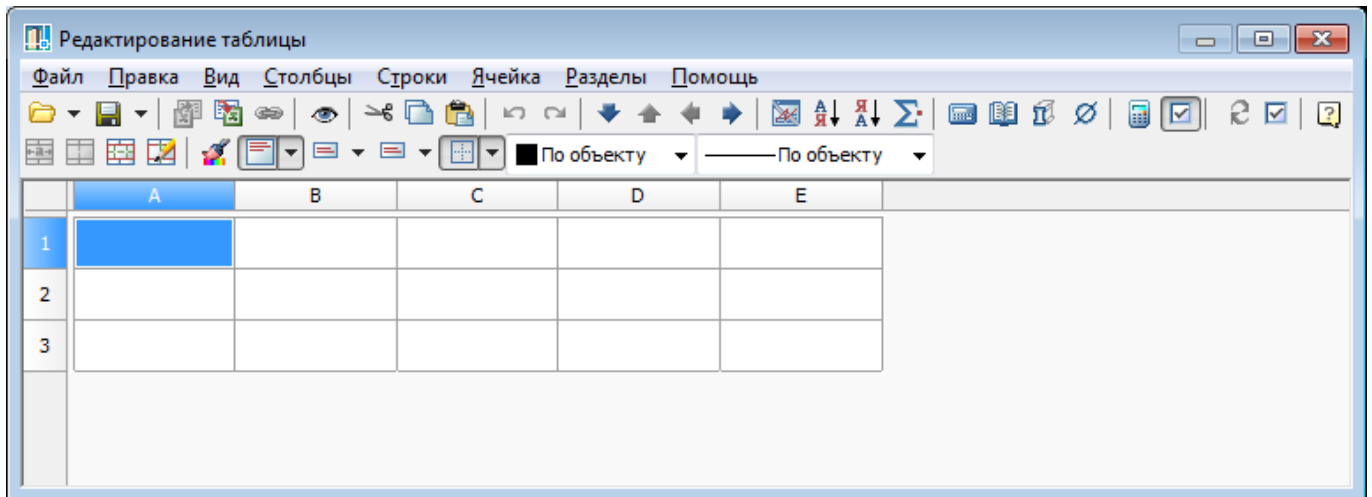 Редактирование таблицы
Файл Правка Вид Столбцы Строки Ячейка Разделы Помощь
По объекту По объекту
A B C D E
1
2
3